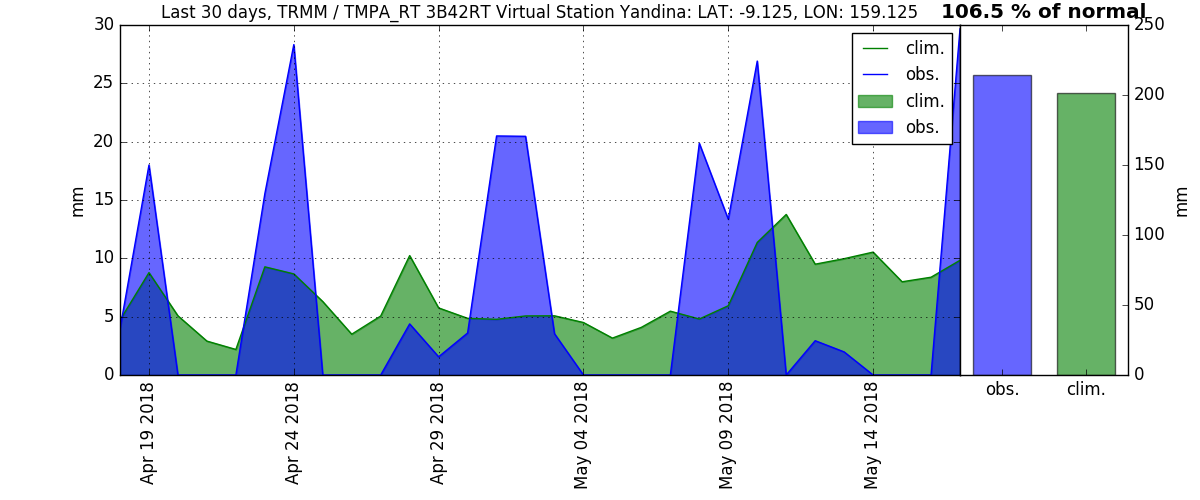 Last 30 days, TRMM / TMPA_RT 3B42RT Virtual Station Yandina: LAT: -9.125, LON: 159.125
106.5 % of normal
30
25
20
15
10
5
0
mm
clim.
obs.
clim.
obs.
250
200
150
100
50
0
mm
Apr 19 2018
Apr 24 2018
Apr 29 2018
May 04 2018
May 09 2018
May 14 2018
obs.
clim.